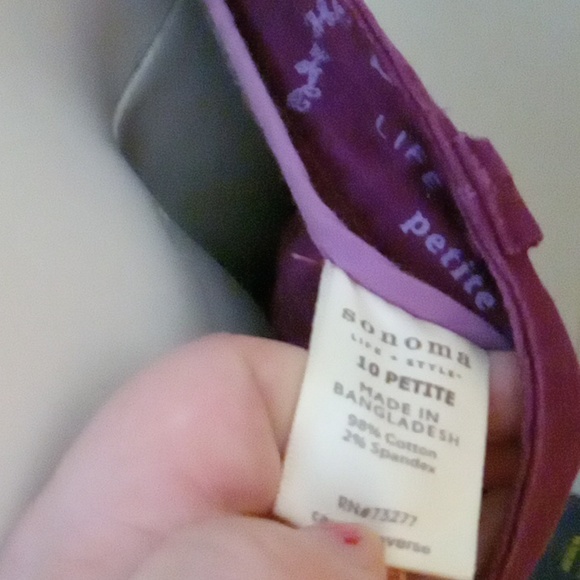 LIFE
petite
sonoma
LIFE + STYLE
10 PETITE
MADE IN
BANGLADESH
98% Cotton
2% Spandex
RN#73277